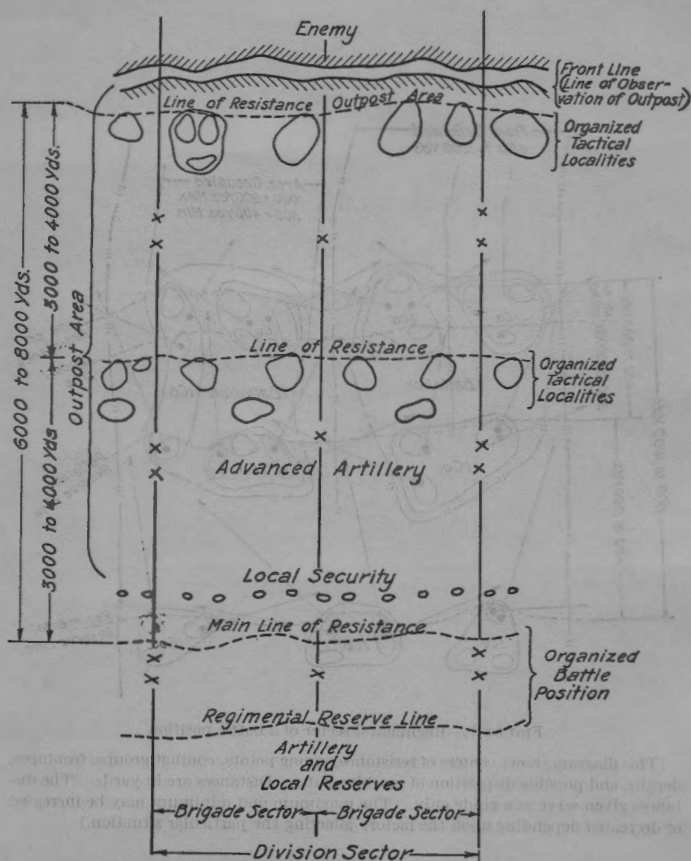 Enemy
Front Line
(Line of Obser-
vation of Outpost)
Line of Resistance Outpost Area
Organized
Tactical
Localities
3000 to 4000 Yds.
6000 to 8000 Yds.
Outpost Area
Line of Resistance
Organized
Tactical
Localities
3000 to 4000 Yds
Advanced Artillery
Local Security
Main Line of Resistance
Organized
Battle
Position
Regimental Reserve Line
Artillery
and
Local Reserves
Brigade Sector
Brigade Sector
Division Sector